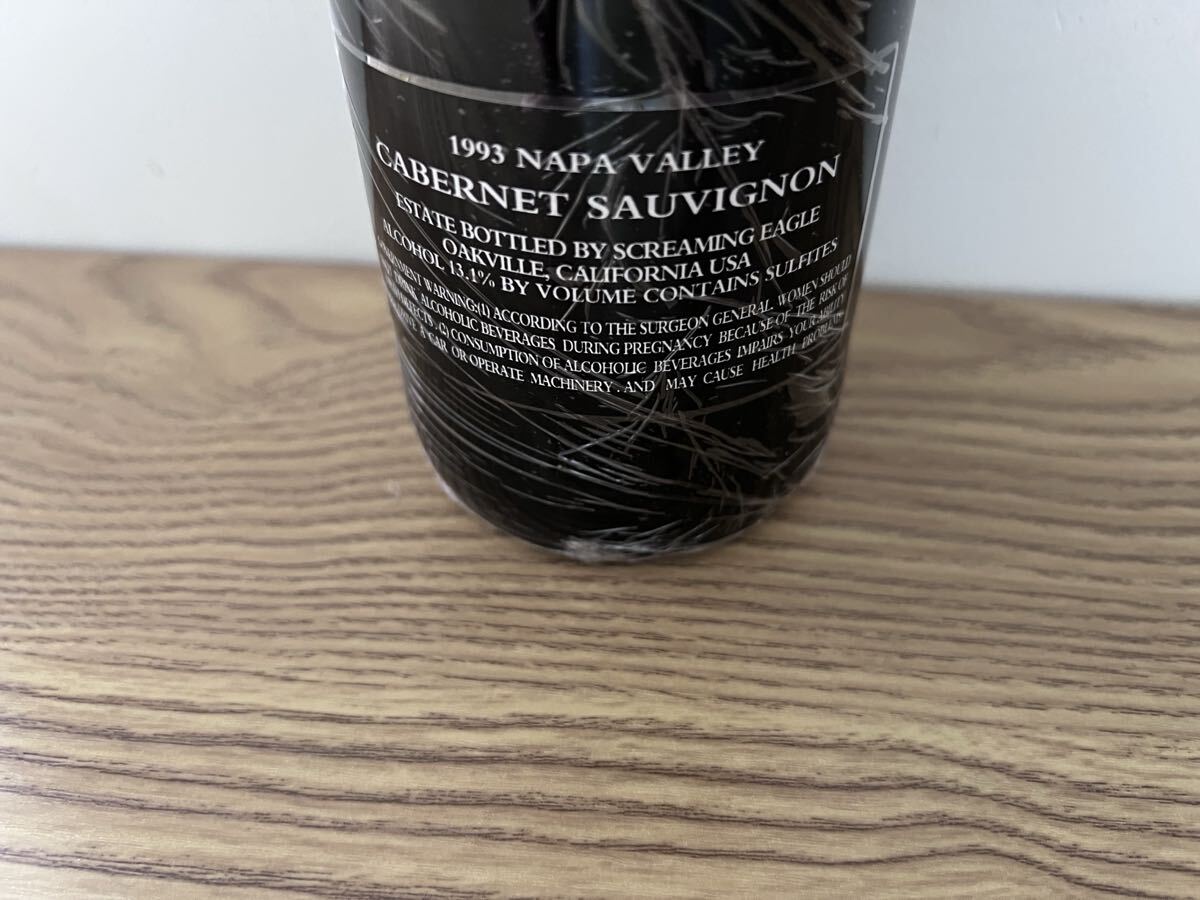 1993 NAPA VALLEY
CABERNET SAUVIGNON
ESTATE BOTTLED BY SCREAMING EAGLE
OAKVILLE, CALIFORNIA USA
ALCOHOL 13.1% BY VOLUME CONTAINS SULFITES
WARNING:(1) ACCORDING TO THE SURGEON GENERAL, WOMEN SHOULD
DRINK ALCOHOLIC BEVERAGES DURING PREGNANCY BECAUSE OF THE RISK OF
(2) CONSUMPTION OF ALCOHOLIC BEVERAGES IMPAIRS YOUR ABILITY
CAR OR OPERATE MACHINERY . AND MAY CAUSE HEALTH